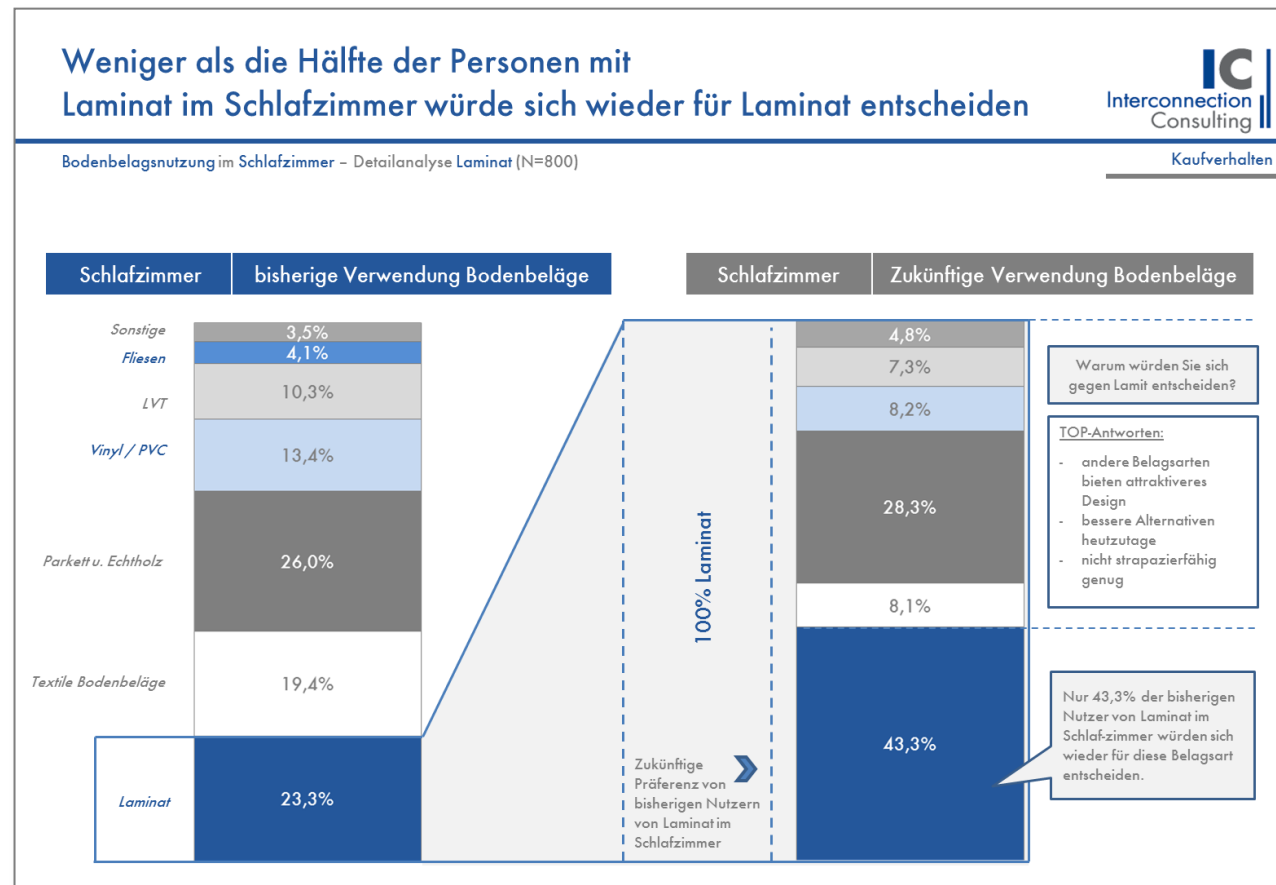 Weniger als die Hälfte der Personen mit
Laminat im Schlafzimmer würde sich wieder für Laminat entscheiden
IC
Interconnection
Consulting
Bodenbelagsnutzung im Schlafzimmer – Detailanalyse Laminat (N=800)
Kaufverhalten
Schlafzimmer
bisherige Verwendung Bodenbeläge
Schlafzimmer
Zukünftige Verwendung Bodenbeläge
Sonstige
3,5%
Fliesen
4,1%
LVT
10,3%
Vinyl / PVC
13,4%
Parkett u. Echtholz
26,0%
Textile Bodenbeläge
19,4%
Laminat
23,3%
100% Laminat
Zukünftige
Präferenz von
bisherigen Nutzern
von Laminat im
Schlafzimmer
4,8%
7,3%
8,2%
28,3%
8,1%
43,3%
Warum würden Sie sich
gegen Lamit entscheiden?
TOP-Antworten:
- andere Belagsarten
bieten attraktiveres
Design
- bessere Alternativen
heutzutage
- nicht strapazierfähig
genug
Nur 43,3% der bisherigen
Nutzer von Laminat im
Schlaf-zimmer würden sich
wieder für diese Belagsart
entscheiden.